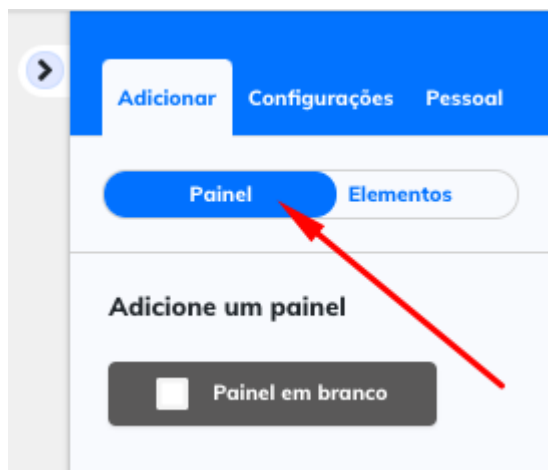 Adicionar Configurações Pessoal
Painel Elementos
Adicione um painel
Painel em branco